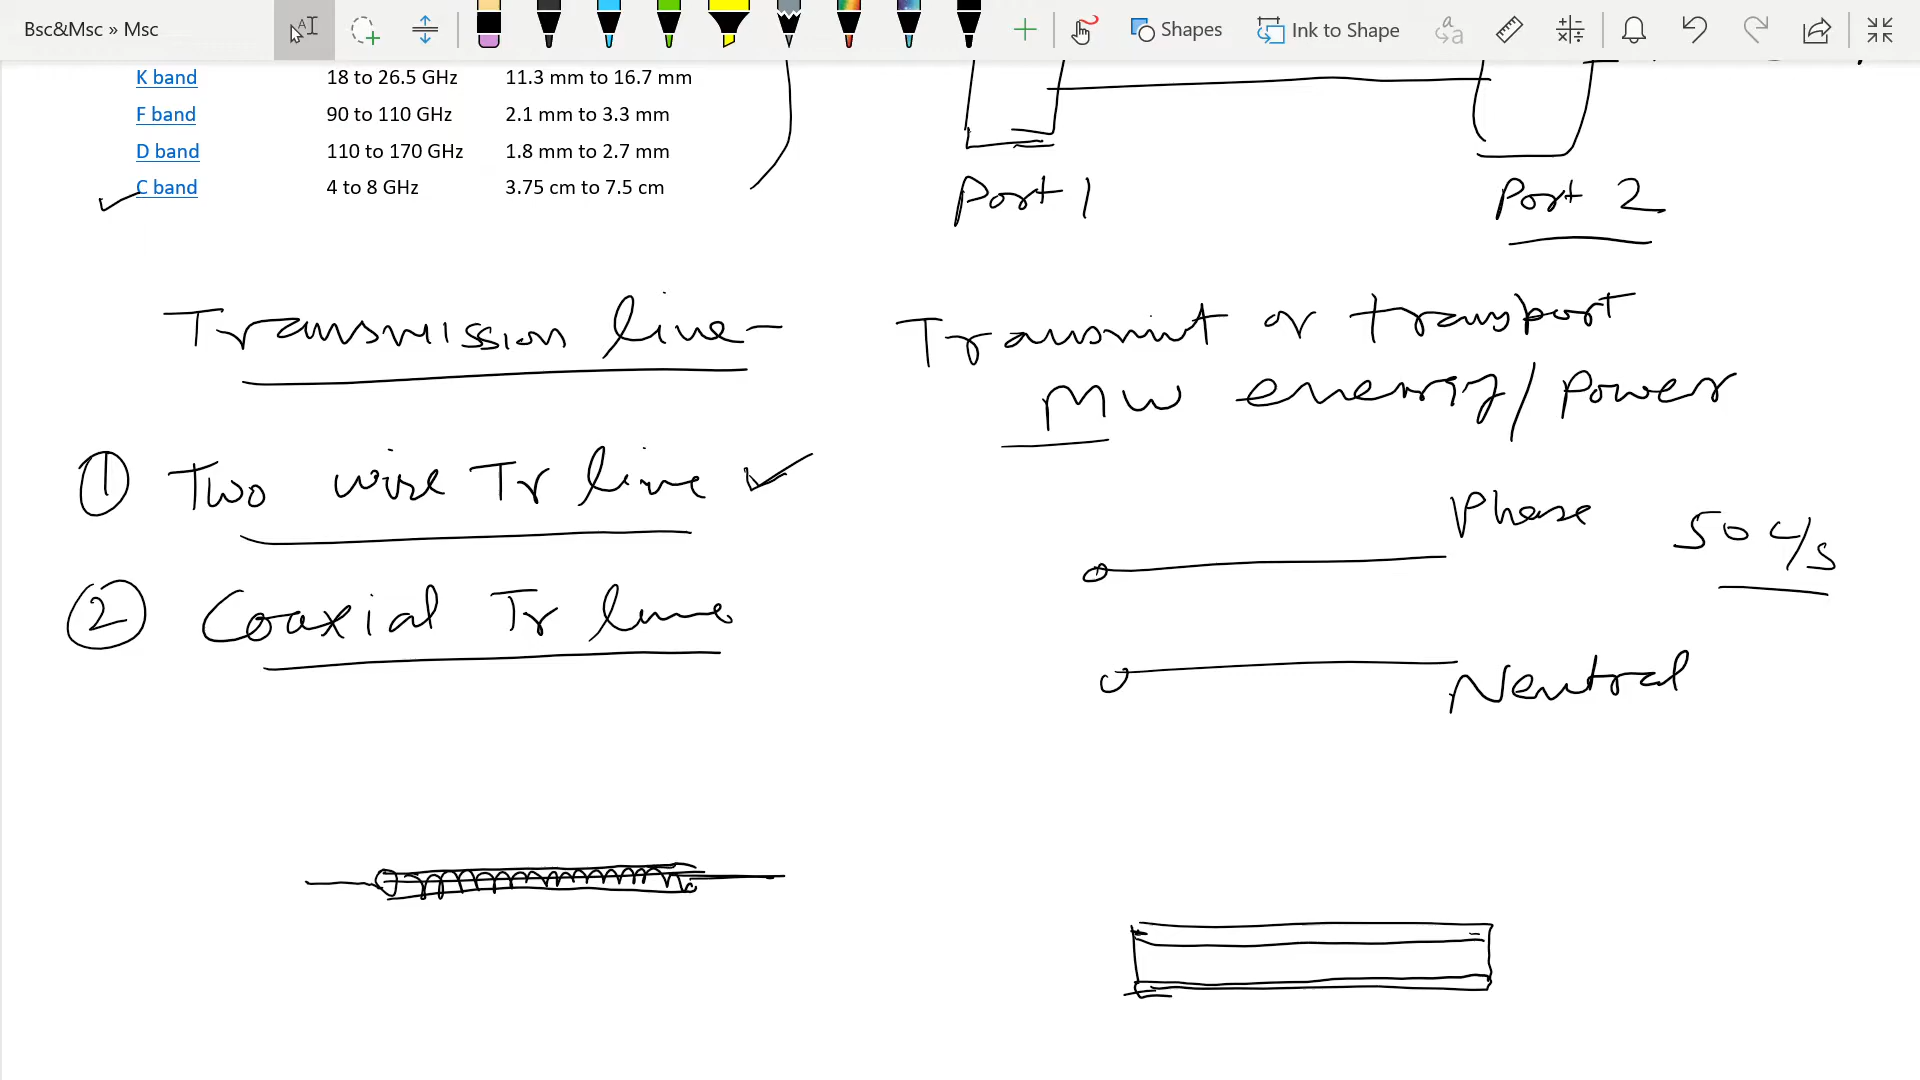 Bsc&Msc » Msc
Shapes
Ink to Shape
K band 18 to 26.5 GHz 11.3 mm to 16.7 mm
F band 90 to 110 GHz 2.1 mm to 3.3 mm
D band 110 to 170 GHz 1.8 mm to 2.7 mm
C band 4 to 8 GHz 3.75 cm to 7.5 cm
Port 1
Port 2
Transmission line-
Transmit or transport
MW energy/Power
① Two wire Tr line ✓
Phase
50 c/s
② Coaxial Tr line
Neutral